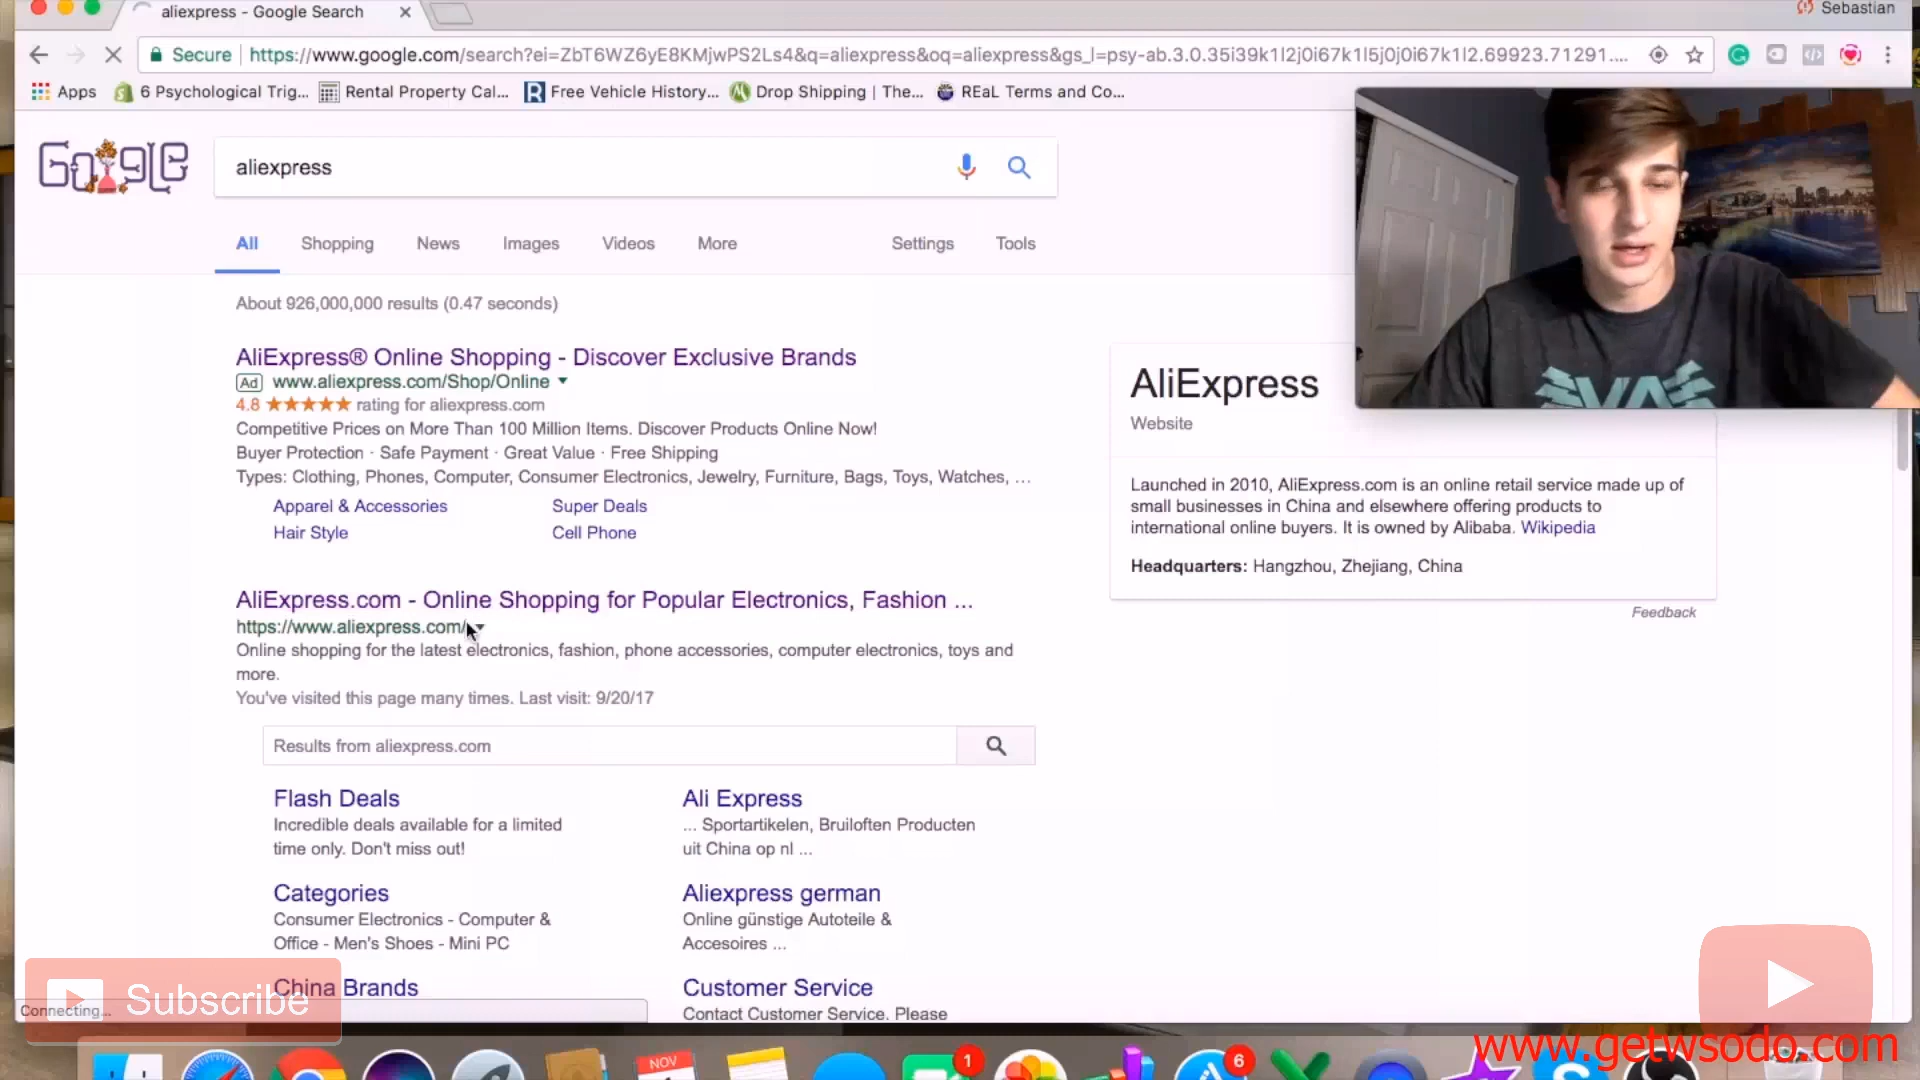 aliexpress - Google Search
Sebastian
Secure
https://www.google.com/search?ei=ZbT6WZ6yE8KMjwPS2Ls4&q=aliexpress&oq=aliexpress&gs_l=psy-ab.3.0.35i39k1l2j0i67k1l5j0j0i67k1l2.69923.71291....
Apps
6 Psychological Trig...
Rental Property Cal...
Free Vehicle History...
Drop Shipping | The...
REaL Terms and Co...
Google
aliexpress
All
Shopping
News
Images
Videos
More
Settings
Tools
About 926,000,000 results (0.47 seconds)
AliExpress® Online Shopping - Discover Exclusive Brands
Ad www.aliexpress.com/Shop/Online
4.8 ★★★★★ rating for aliexpress.com
Competitive Prices on More Than 100 Million Items. Discover Products Online Now!
Buyer Protection · Safe Payment · Great Value · Free Shipping
Types: Clothing, Phones, Computer, Consumer Electronics, Jewelry, Furniture, Bags, Toys, Watches, ...
Apparel & Accessories
Super Deals
Hair Style
Cell Phone
AliExpress.com - Online Shopping for Popular Electronics, Fashion ...
https://www.aliexpress.com/
Online shopping for the latest electronics, fashion, phone accessories, computer electronics, toys and
more.
You've visited this page many times. Last visit: 9/20/17
Results from aliexpress.com
Flash Deals
Incredible deals available for a limited
time only. Don't miss out!
Ali Express
... Sportartikelen, Bruiloften Producten
uit China op nl ...
Categories
Consumer Electronics - Computer &
Office - Men's Shoes - Mini PC
Aliexpress german
Online günstige Autoteile &
Accesoires ...
China Brands
Customer Service
Contact Customer Service. Please
AliExpress
Website
Launched in 2010, AliExpress.com is an online retail service made up of
small businesses in China and elsewhere offering products to
international online buyers. It is owned by Alibaba. Wikipedia
Headquarters: Hangzhou, Zhejiang, China
Feedback
Subscribe
Connecting...
NOV
1
6
www.getwsodo.com